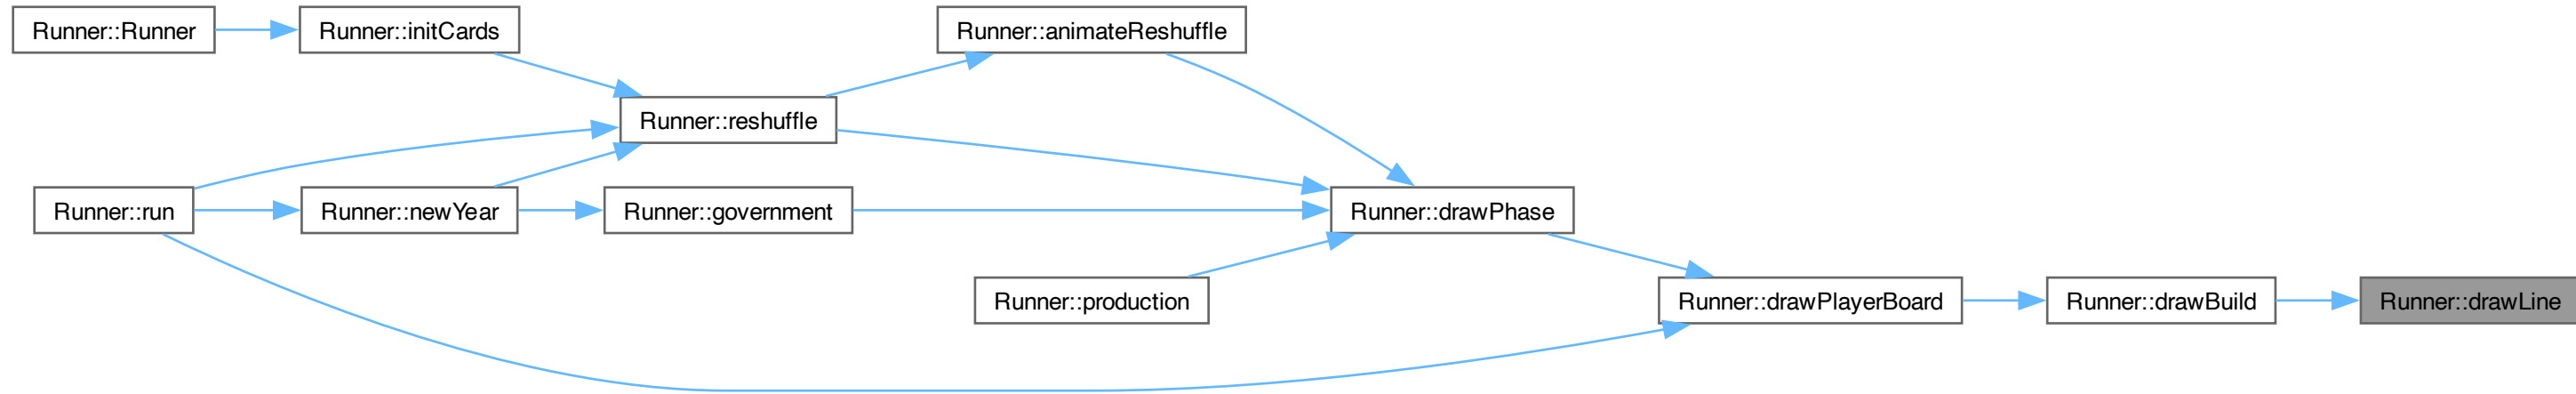 Runner::Runner
Runner::initCards
Runner::animateReshuffle
Runner::reshuffle
Runner::run
Runner::newYear
Runner::government
Runner::drawPhase
Runner::production
Runner::drawPlayerBoard
Runner::drawBuild
Runner::drawLine